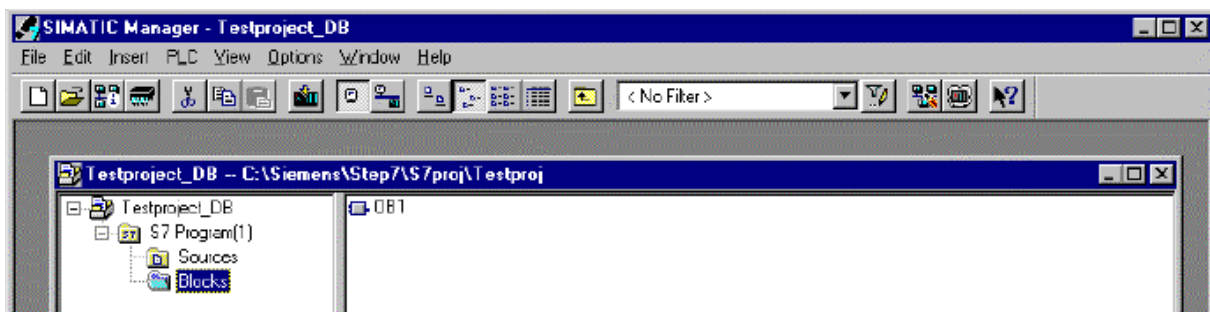 SIMATIC Manager - Testproject_DB
File Edit Insert PLC View Options Window Help
< No Filter >
Testproject_DB -- C:\Siemens\Step7\S7proj\Testproj
Testproject_DB
S7 Program(1)
Sources
Blocks
OB1